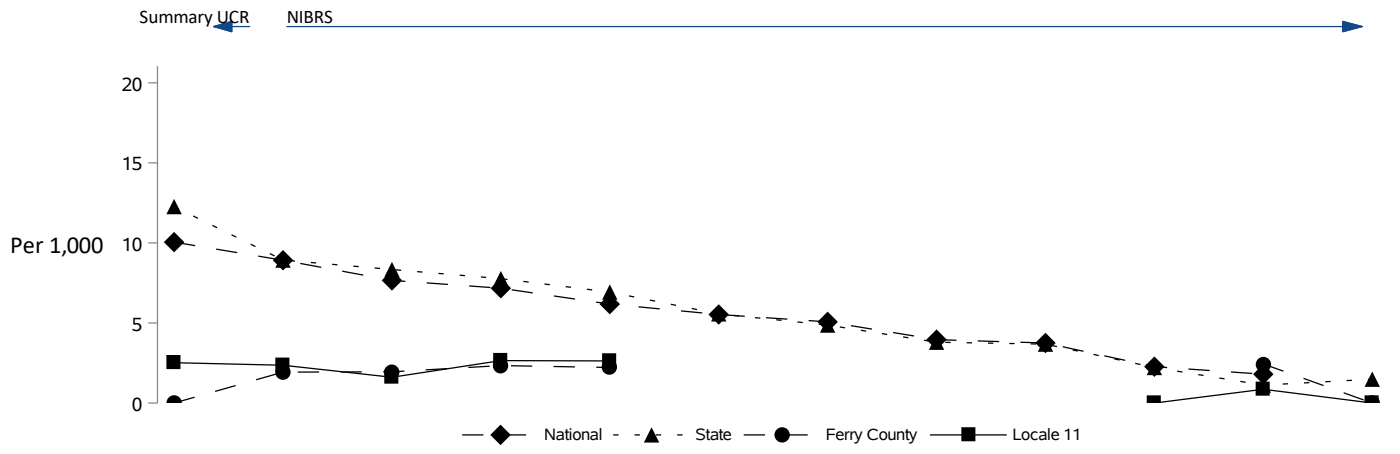 Summary UCR NIBRS
20
15
Per 1,000 10
5
0
National State Ferry County Locale 11